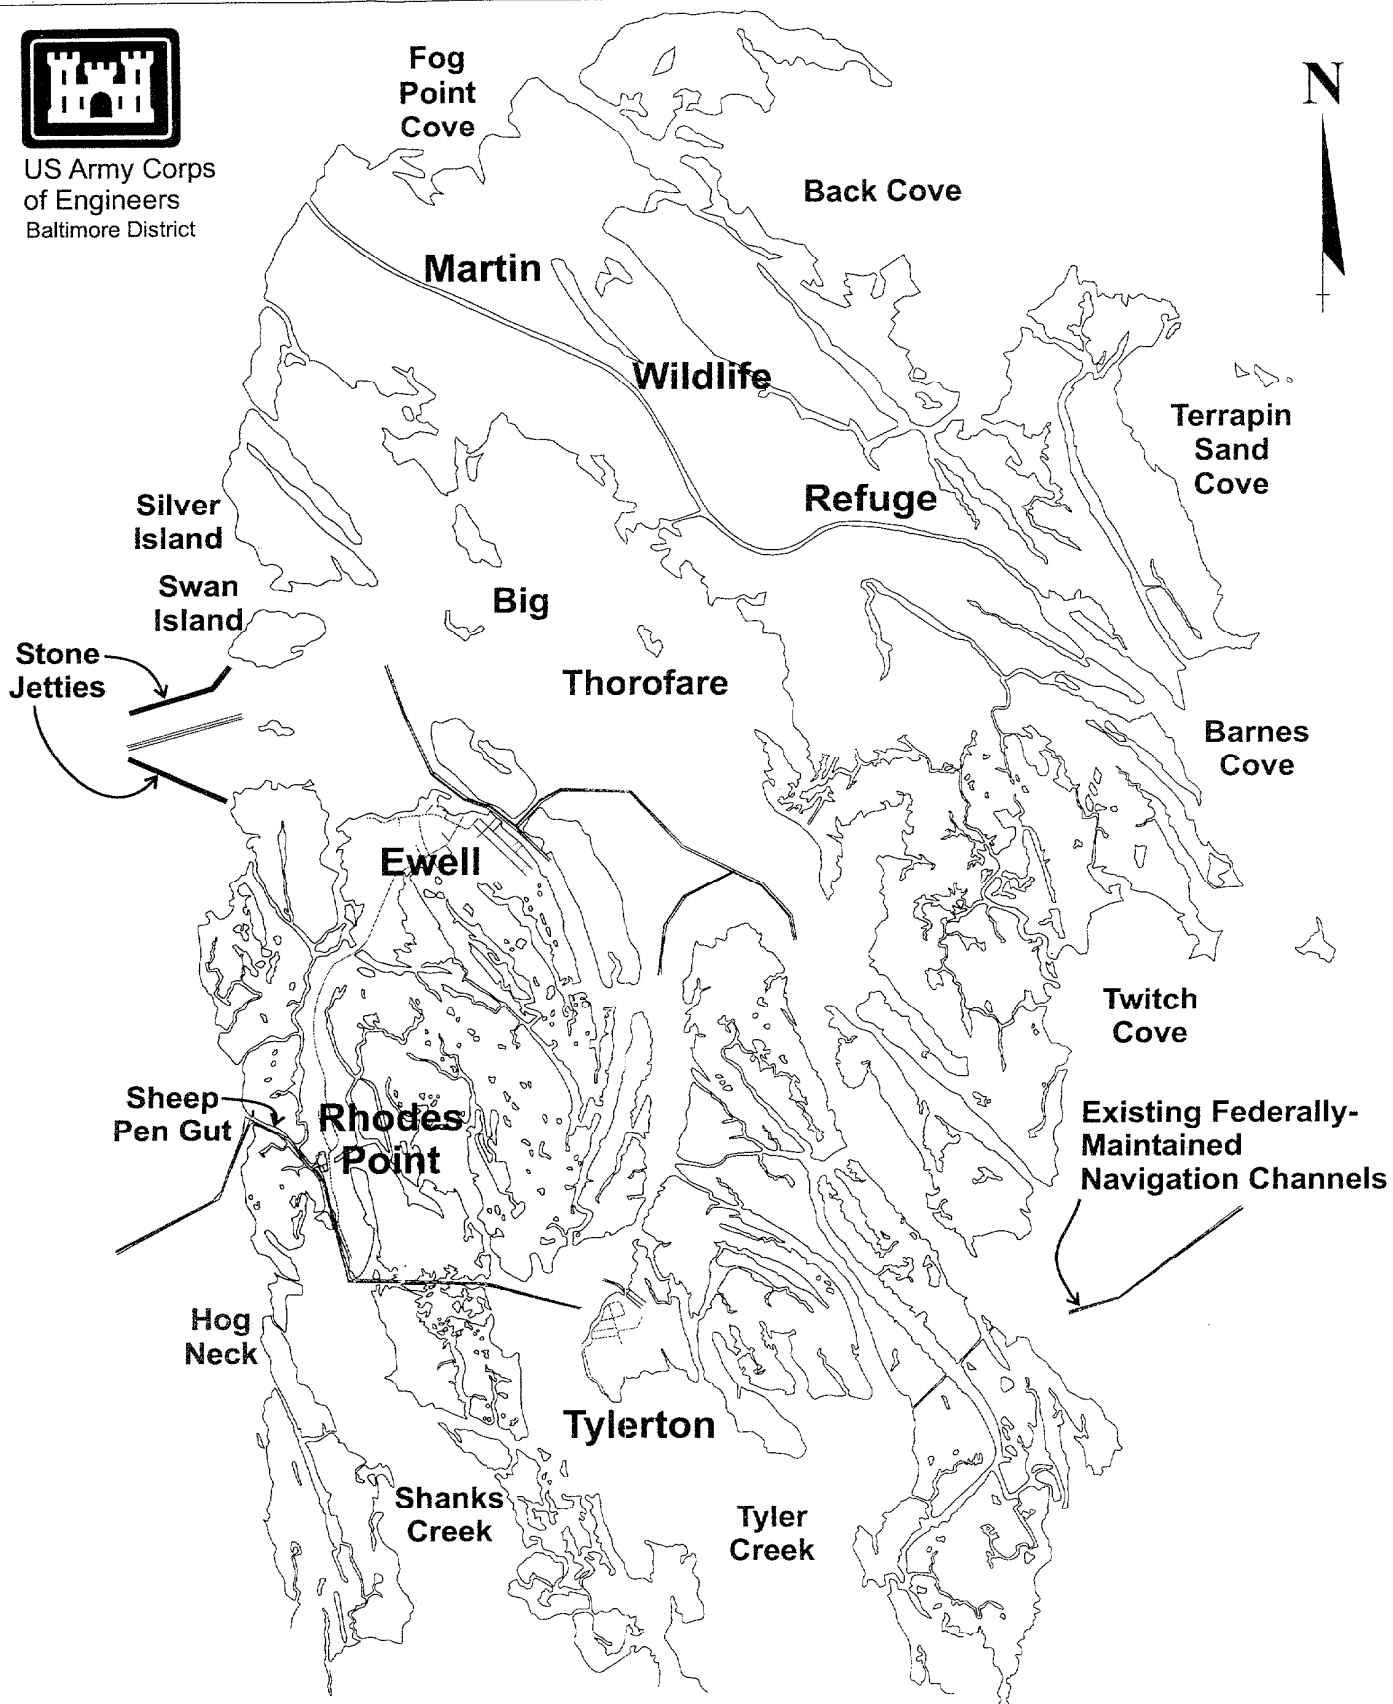 US Army Corps
of Engineers
Baltimore District
Fog
Point
Cove
N
Back Cove
Martin
Wildlife
Refuge
Terrapin
Sand
Cove
Silver
Island
Swan
Island
Big
Thorofare
Stone
Jetties
Barnes
Cove
Ewell
Twitch
Cove
Sheep
Pen Gut
Rhodes
Point
Existing Federally-
Maintained
Navigation Channels
Hog
Neck
Tylerton
Shanks
Creek
Tyler
Creek